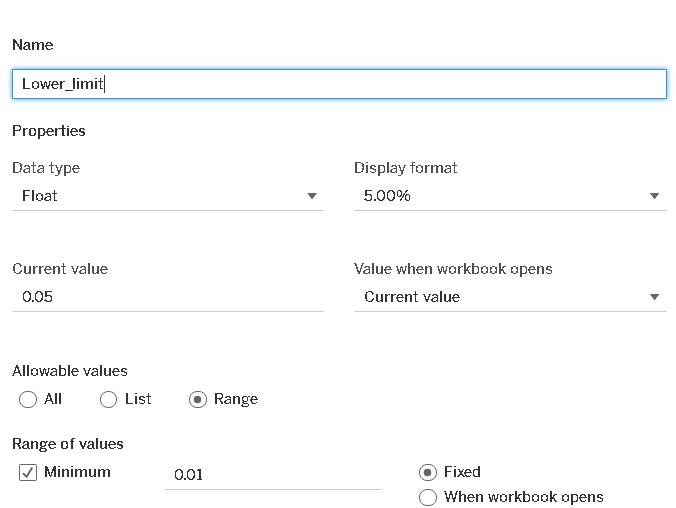 Name
Lower_limit
Properties
Data type Display format
Float 5.00%
Current value Value when workbook opens
0.05 Current value
Allowable values
All List Range
Range of values
Minimum 0.01 Fixed
When workbook opens